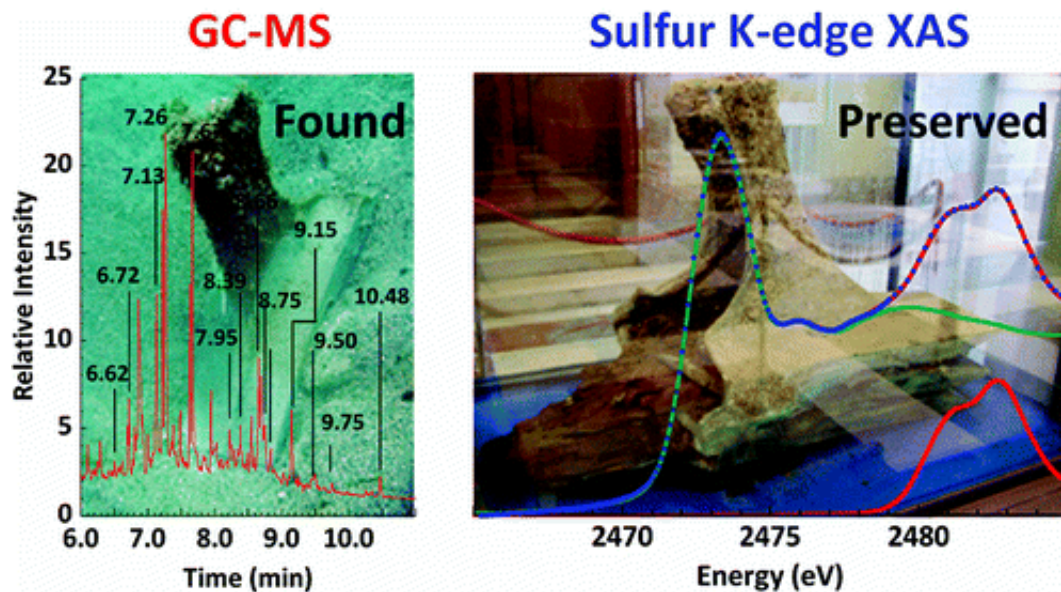 GC-MS
Sulfur K-edge XAS
Found
Preserved
Relative Intensity
25
20
15
10
5
0
7.26
7.13
6.72
6.62
8.39
7.95
8.75
9.15
9.50
9.75
10.48
6.0 7.0 8.0 9.0 10.0
Time (min)
2470 2475 2480
Energy (eV)